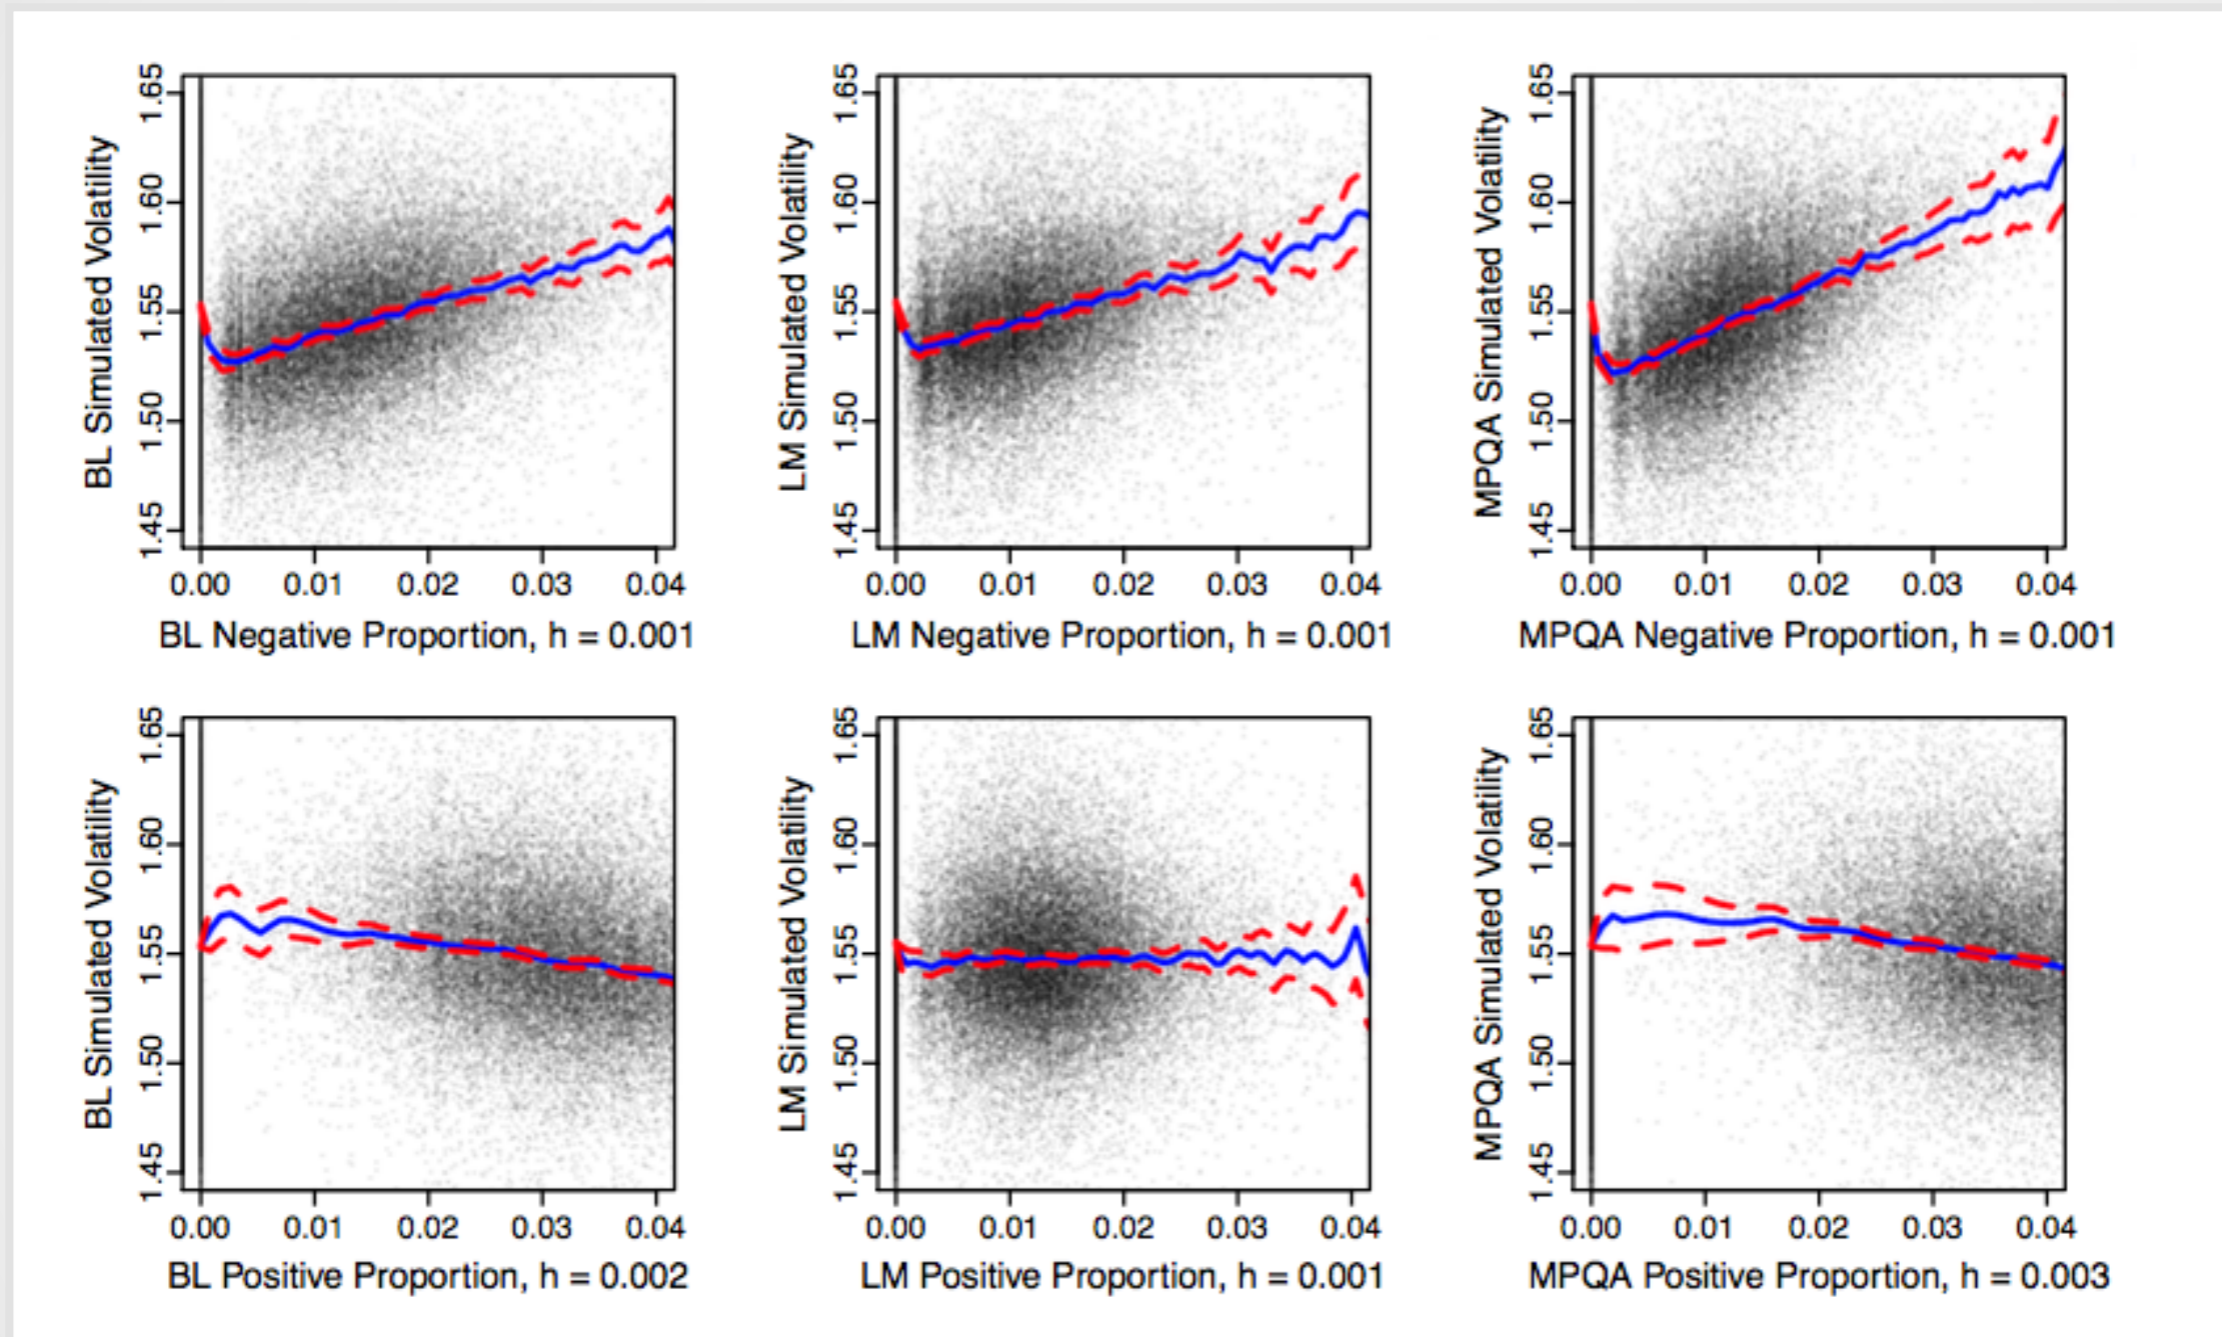 BL Simulated Volatility
1.65
1.60
1.55
1.50
1.45
0.00 0.01 0.02 0.03 0.04
BL Negative Proportion, h = 0.001
LM Simulated Volatility
1.65
1.60
1.55
1.50
1.45
0.00 0.01 0.02 0.03 0.04
LM Negative Proportion, h = 0.001
MPQA Simulated Volatility
1.65
1.60
1.55
1.50
1.45
0.00 0.01 0.02 0.03 0.04
MPQA Negative Proportion, h = 0.001
BL Simulated Volatility
1.65
1.60
1.55
1.50
1.45
0.00 0.01 0.02 0.03 0.04
BL Positive Proportion, h = 0.002
LM Simulated Volatility
1.65
1.60
1.55
1.50
1.45
0.00 0.01 0.02 0.03 0.04
LM Positive Proportion, h = 0.001
MPQA Simulated Volatility
1.65
1.60
1.55
1.50
1.45
0.00 0.01 0.02 0.03 0.04
MPQA Positive Proportion, h = 0.003